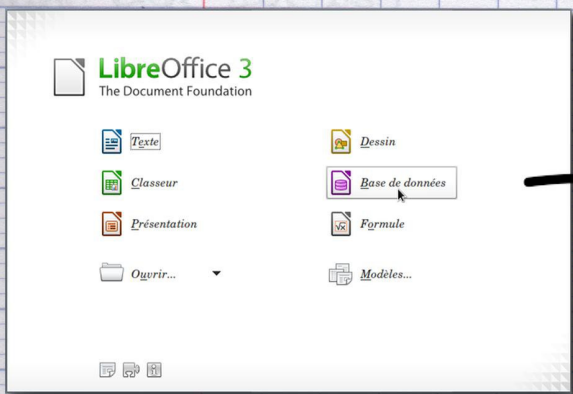 LibreOffice 3
The Document Foundation
Texte
Dessin
Classeur
Base de données
Présentation
Formule
Ouvrir...
Modèles...